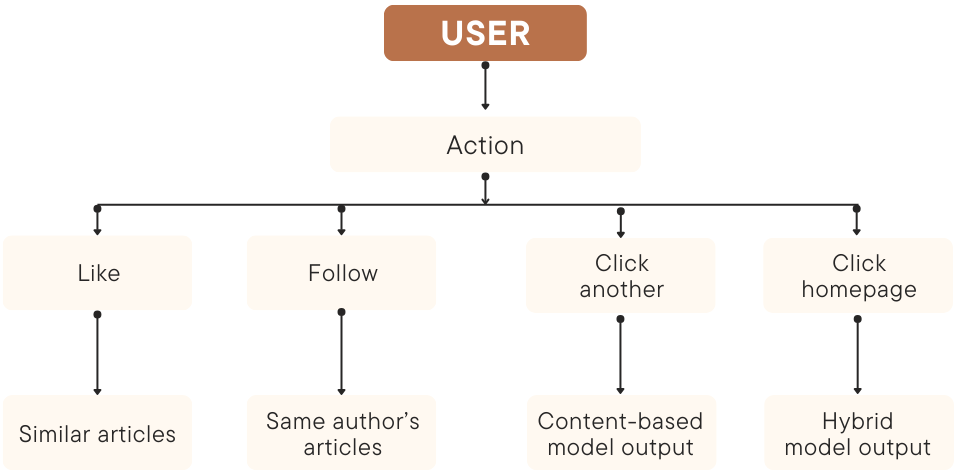 USER
Action
Like
Follow
Click
another
Click
homepage
Similar articles
Same author’s
articles
Content-based
model output
Hybrid
model output